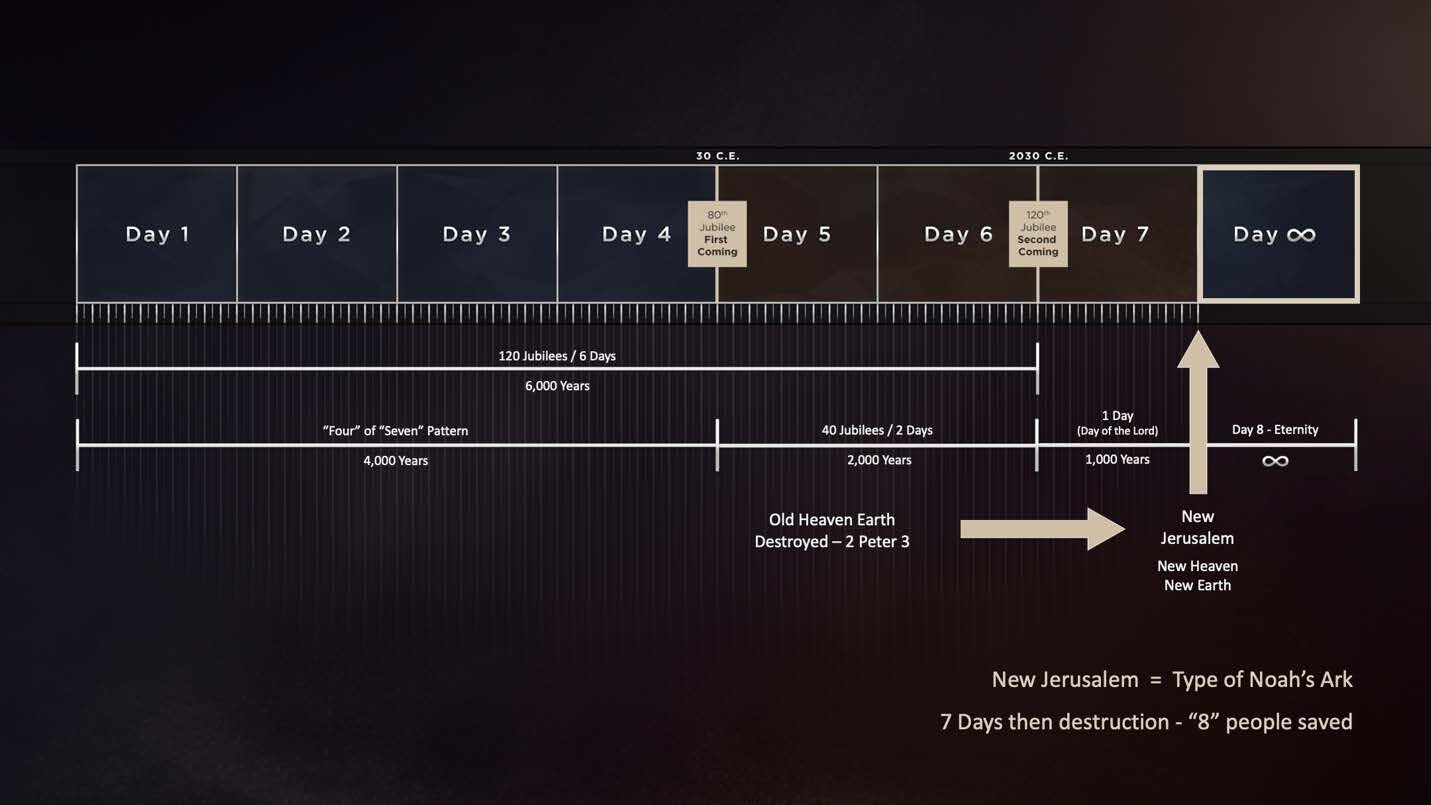 30 C.E.
2030 C.E.
Day 1
Day 2
Day 3
Day 4
80th
Jubilee
First
Coming
Day 5
Day 6
120th
Jubilee
Second
Coming
Day 7
Day ∞
120 Jubilees / 6 Days
6,000 Years
“Four” of “Seven” Pattern
4,000 Years
40 Jubilees / 2 Days
2,000 Years
1 Day
(Day of the Lord)
1,000 Years
Day 8 - Eternity
∞
Old Heaven Earth
Destroyed – 2 Peter 3
New
Jerusalem
New Heaven
New Earth
New Jerusalem = Type of Noah’s Ark
7 Days then destruction - “8” people saved